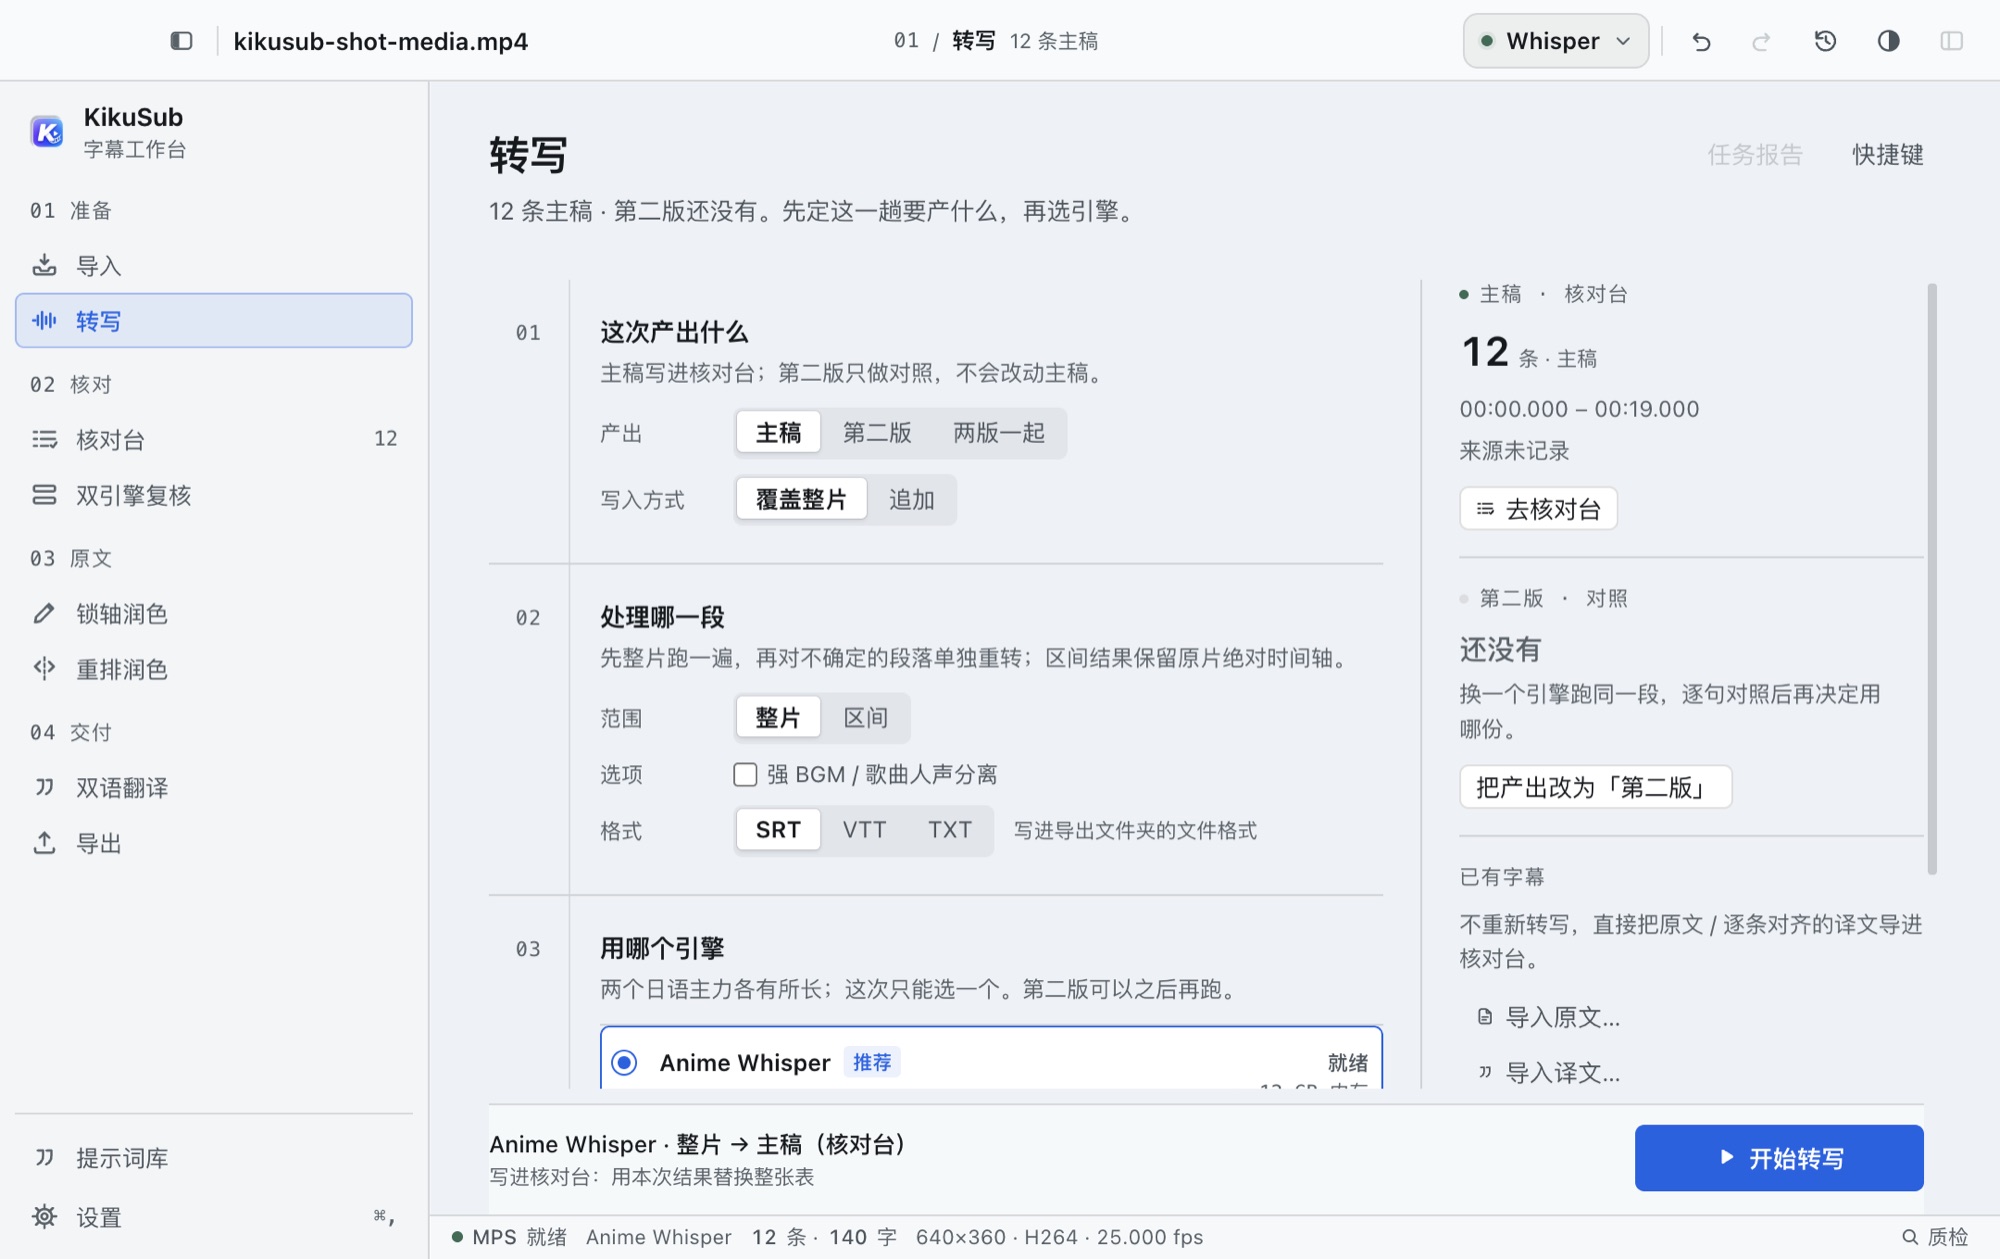 kikusub-shot-media.mp4
01 / 转写 12 条主稿
Whisper
KikuSub
字幕工作台
01 准备
导入
转写
02 核对
核对台 12
双引擎复核
03 原文
锁轴润色
重排润色
04 交付
双语翻译
导出
提示词库
设置 ⌘,
转写
任务报告 快捷键
12 条主稿 · 第二版还没有。先定这一趟要产什么，再选引擎。
01 这次产出什么
主稿写进核对台；第二版只做对照，不会改动主稿。
产出 主稿 第二版 两版一起
写入方式 覆盖整片 追加
02 处理哪一段
先整片跑一遍，再对不确定的段落单独重转；区间结果保留原片绝对时间轴。
范围 整片 区间
选项 强 BGM / 歌曲人声分离
格式 SRT VTT TXT 写进导出文件夹的文件格式
03 用哪个引擎
两个日语主力各有所长；这次只能选一个。第二版可以之后再跑。
Anime Whisper 推荐 就绪
主稿 · 核对台
12 条 · 主稿
00:00.000 – 00:19.000
来源未记录
去核对台
第二版 · 对照
还没有
换一个引擎跑同一段，逐句对照后再决定用
哪份。
把产出改为「第二版」
已有字幕
不重新转写，直接把原文 / 逐条对齐的译文导进
核对台。
导入原文...
导入译文...
Anime Whisper · 整片 → 主稿（核对台）
写进核对台：用本次结果替换整张表
开始转写
MPS 就绪 Anime Whisper 12 条 · 140 字 640×360 · H264 · 25.000 fps
质检